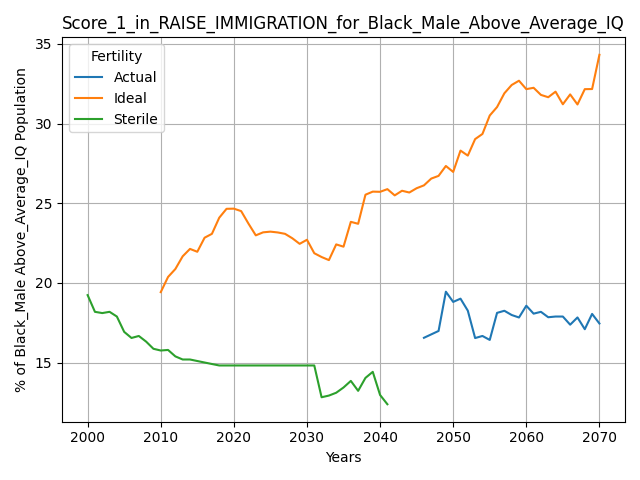 Score_1_in_RAISE_IMMIGRATION_for_Black_Male_Above_Average_IQ
Fertility
Actual
Ideal
Sterile
% of Black_Male Above_Average_IQ Population
35
30
25
20
15
2000 2010 2020 2030 2040 2050 2060 2070
Years